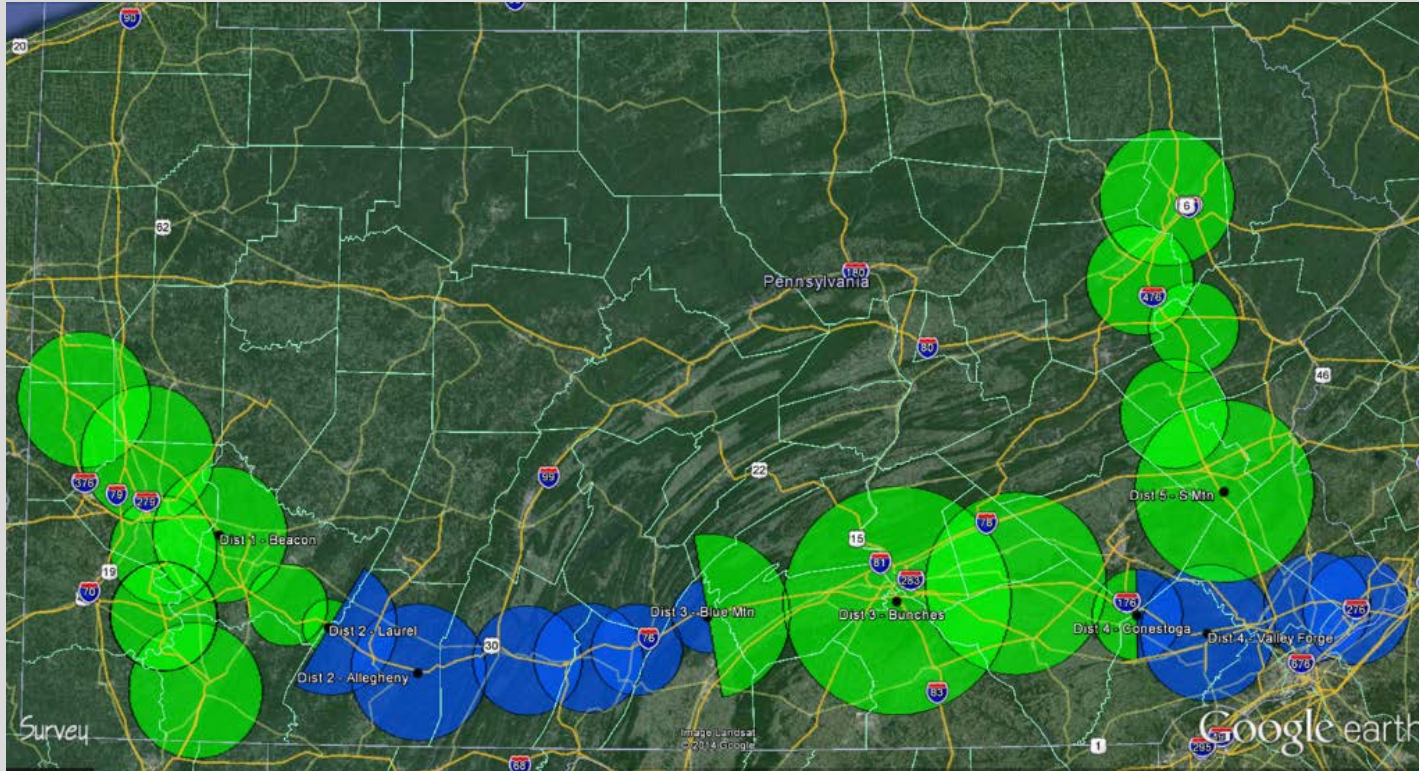 90
20
62
Pennsylvania
180
6
476
80
46
376
79
279
99
22
Dist 1 - Beacon
Dist 5 - S Mtn
15
78
81
283
19
70
Dist 2 - Laurel
Dist 3 - Blue Mtn
Dist 3 - Bunches
176
Dist 4 - Conestoga
Dist 4 - Valley Forge
276
76
30
Dist 2 - Allegheny
676
83
Survey
Image Landsat
© 2014 Google
Google earth
1
295
68